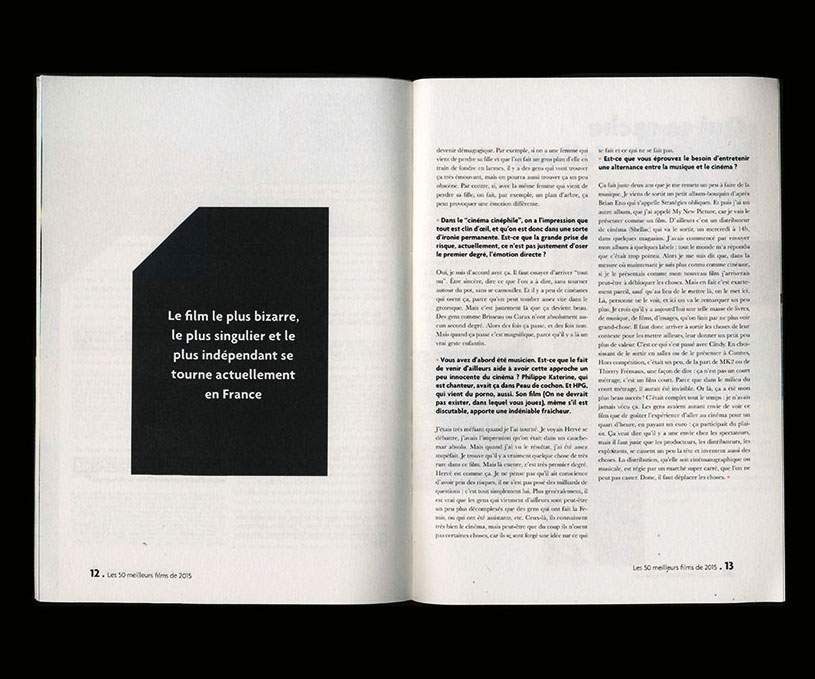 Le film le plus bizarre,
le plus singulier et le
plus indépendant se
tourne actuellement
en France
12 . Les 50 meilleurs films de 2015
devenir démagogique. Par exemple, si on a une femme qui
vient de perdre sa fille et que l'on fait un gros plan d'elle en
train de fondre en larmes, il y a des gens qui vont trouver
ça très émouvant, mais on pourra aussi trouver ça un peu
obscène. Par contre, si, avec la même femme qui vient de
perdre sa fille, on fait, par exemple, un plan d'arbre, ça
peut provoquer une émotion différente.
• Dans le "cinéma cinéphile", on a l'impression que
tout est clin d'œil, et qu'on est donc dans une sorte
d'ironie permanente. Est-ce que la grande prise de
risque, actuellement, ce n'est pas justement d'oser
le premier degré, l'émotion directe ?
Oui, je suis d'accord avec ça. Il faut essayer d'arriver "tout
nu". Être sincère, dire ce que l'on a à dire, sans tourner
autour du pot, sans se camoufler. Et il y a peu de cinéastes
qui osent ça, parce qu'on peut tomber assez vite dans le
grotesque. Mais c'est justement là que ça devient beau.
Des gens comme Brisseau ou Carax n'ont absolument au-
cun second degré. Alors des fois ça passe, et des fois non.
Mais quand ça passe c'est magnifique, parce qu'il y a là un
vrai geste enfantin.
• Vous avez d'abord été musicien. Est-ce que le fait
de venir d'ailleurs aide à avoir cette approche un
peu innocente du cinéma ? Philippe Katerine, qui
est chanteur, avait ça dans Peau de cochon. Et HPG,
qui vient du porno, aussi. Son film (On ne devrait
pas exister, dans lequel vous jouez), même s'il est
discutable, apporte une indéniable fraicheur.
J'étais très méfiant quand je l'ai tourné. Je voyais Hervé se
débattre, j'avais l'impression qu'on était dans un cauche-
mar absolu. Mais quand j'ai vu le résultat, j'ai été assez
stupéfait. Je trouve qu'il y a vraiment quelque chose de très
rare dans ce film. Mais là encore, c'est très premier degré.
Hervé est comme ça. Je ne pense pas qu'il ait conscience
d'avoir pris des risques, il ne s'est pas posé des milliards de
questions : c'est tout simplement lui. Plus généralement, il
est vrai que les gens qui viennent d'ailleurs sont peut-être
un peu plus décomplexés que des gens qui ont fait la Fe-
mis, ou qui ont été assistants, etc. Ceux-là, ils connaissent
très bien le cinéma, mais peut-être que du coup ils n'osent
pas certaines choses, car ils se sont forgé une idée sur ce qui
se fait et ce qui ne se fait pas.
• Est-ce que vous éprouvez le besoin d'entretenir
une alternance entre la musique et le cinéma ?
Ça fait juste deux ans que je me remets un peu à faire de la
musique. Je viens de sortir un petit album-bouquin d'après
Brian Eno qui s'appelle Stratégies obliques. Et puis j'ai un
autre album, que j'ai appelé My New Picture, car je vais le
présenter comme un film. D'ailleurs c'est un distributeur
de cinéma (Shellac) qui va le sortir, un mercredi à 14h,
dans quelques magasins. J'avais commencé par envoyer
mon album à quelques labels : tout le monde m'a répondu
que c'était trop pointu. Alors je me suis dit que, dans la
mesure où maintenant je suis plus connu comme cinéaste,
si je le présentais comme mon nouveau film j'arriverais
peut-être à débloquer les choses. Mais en fait c'est exacte-
ment pareil, sauf qu'au lieu de le mettre là, on le met ici.
Là, personne ne le voit, et ici on va le remarquer un peu
plus. Je crois qu'il y a aujourd'hui une telle masse de livres,
de musique, de films, d'images, qu'on finit par ne plus voir
grand-chose. Il faut donc arriver à sortir les choses de leur
contexte pour les mettre ailleurs, leur donner un petit peu
plus de valeur. C'est ce qui s'est passé avec Cindy. En choi-
sissant de le sortir en salles ou de le présenter à Cannes,
Hors compétition, c'était un peu, de la part de MK2 ou de
Thierry Frémaux, une façon de dire : ça n'est pas un court
métrage, c'est un film court. Parce que dans le milieu du
court métrage, il aurait été invisible. Or là, ça a été mon
plus beau succès ! C'était complet tout le temps : je n'avais
jamais vécu ça. Les gens avaient autant envie de voir ce
film que de goûter l'expérience d'aller au cinéma pour un
quart d'heure, en payant un euro : ça participait du plai-
sir. Ça veut dire qu'il y a une envie chez les spectateurs,
mais il faut juste que les producteurs, les distributeurs, les
exploitants, se cassent un peu la tête et inventent aussi des
choses. La distribution, qu'elle soit cinématographique ou
musicale, est régie par un marché super carré, que l'on ne
peut pas casser. Donc, il faut déplacer les choses. •
Les 50 meilleurs films de 2015 . 13